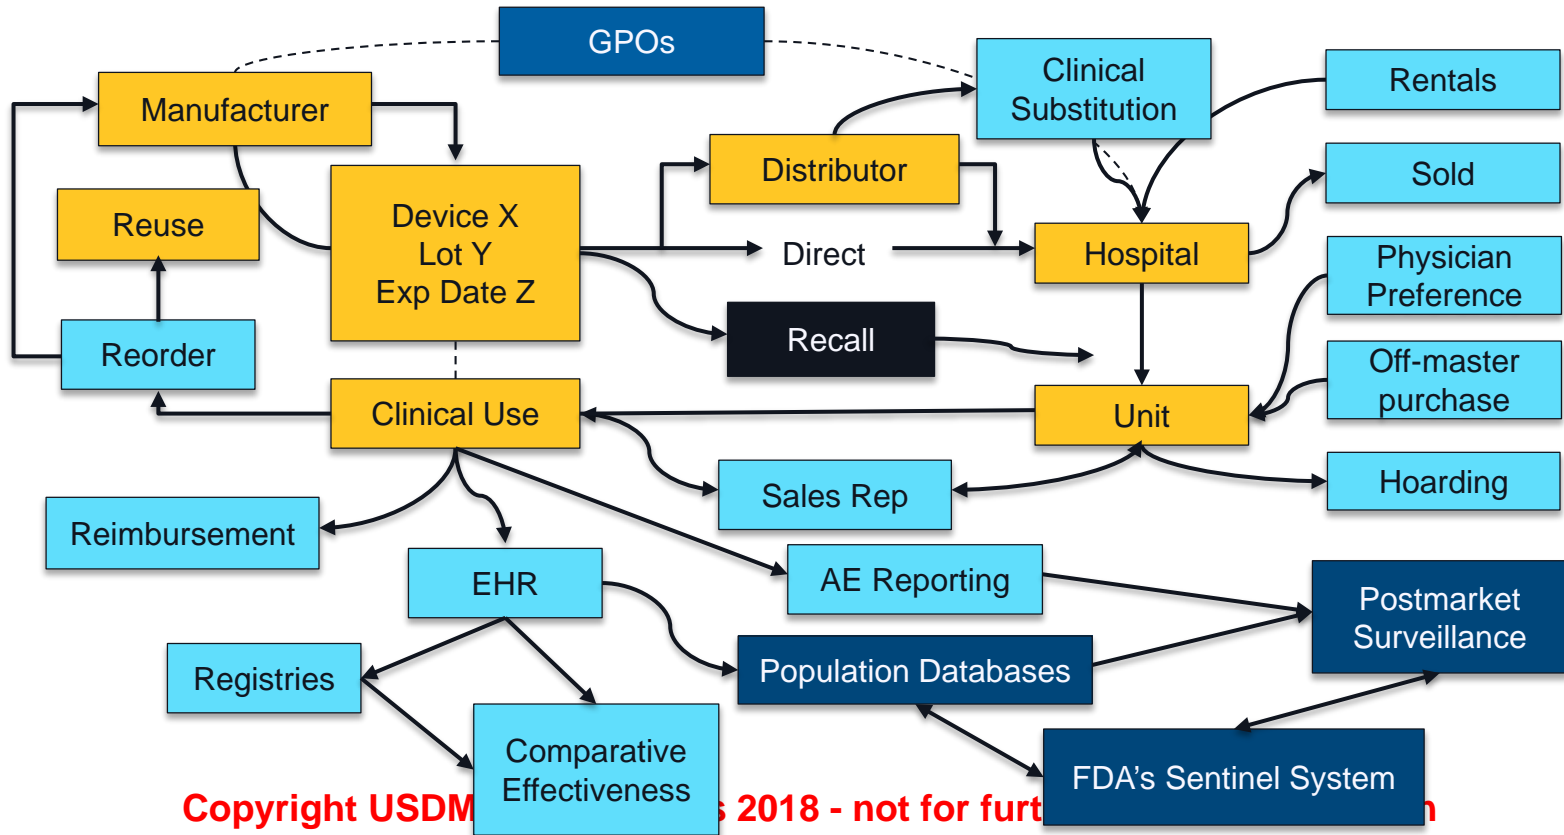 GPOs
Clinical
Substitution
Rentals
Manufacturer
Distributor
Sold
Reuse
Device X
Lot Y
Exp Date Z
Direct
Hospital
Physician
Preference
Recall
Reorder
Off-master
purchase
Clinical Use
Unit
Sales Rep
Hoarding
Reimbursement
EHR
AE Reporting
Postmarket
Surveillance
Registries
Population Databases
Comparative
Effectiveness
FDA’s Sentinel System
Copyright USDM 2018 - not for